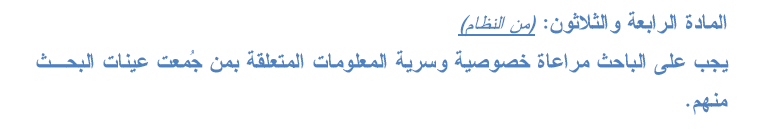 المادة الرابعة والثلاثون: (من النظام)
يجب على الباحث مراعاة خصوصية وسرية المعلومات المتعلقة بمن جُمعت عينات البحـــث
منهم.